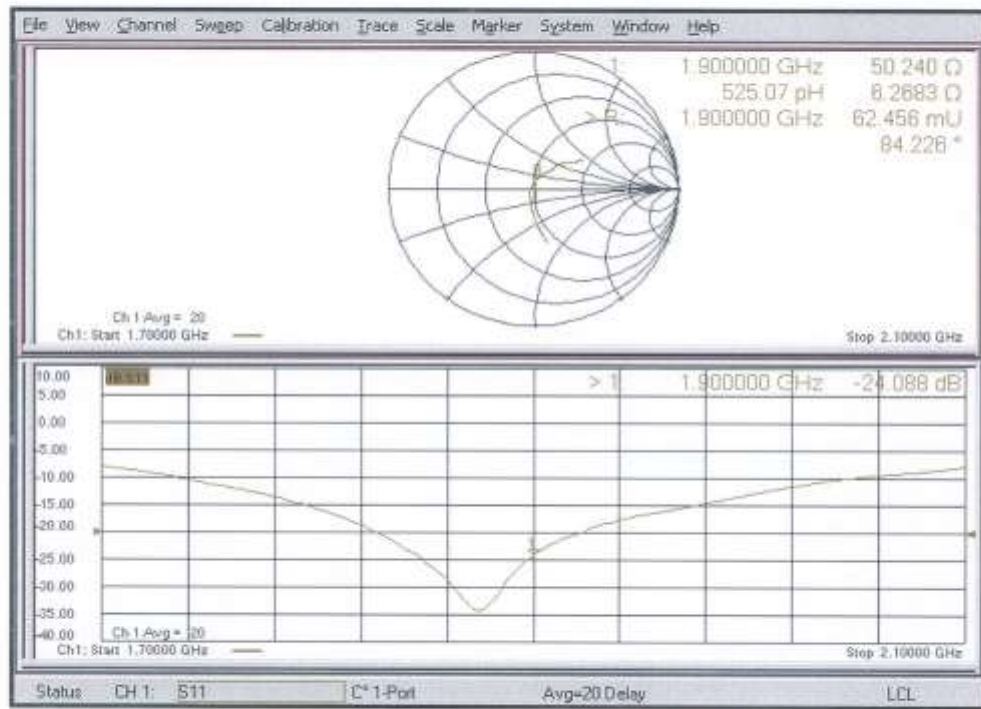 File View Channel Sweep Calibration Trace Scale Marker System Window Help
1: 1.900000 GHz 50.240 Ω
525.07 pH 6.2683 Ω
1.900000 GHz 62.456 mU
84.226 °
Ch 1 Avg = 20
Ch1: Start 1.70000 GHz
Stop 2.10000 GHz
10.00
> 1: 1.900000 GHz -24.088 dB
5.00
0.00
-5.00
-10.00
-15.00
-20.00
-25.00
-30.00
-35.00
-40.00
Ch 1 Avg = 20
Ch1: Start 1.70000 GHz
Stop 2.10000 GHz
Status CH 1: S11 C* 1-Port Avg=20 Delay LCL